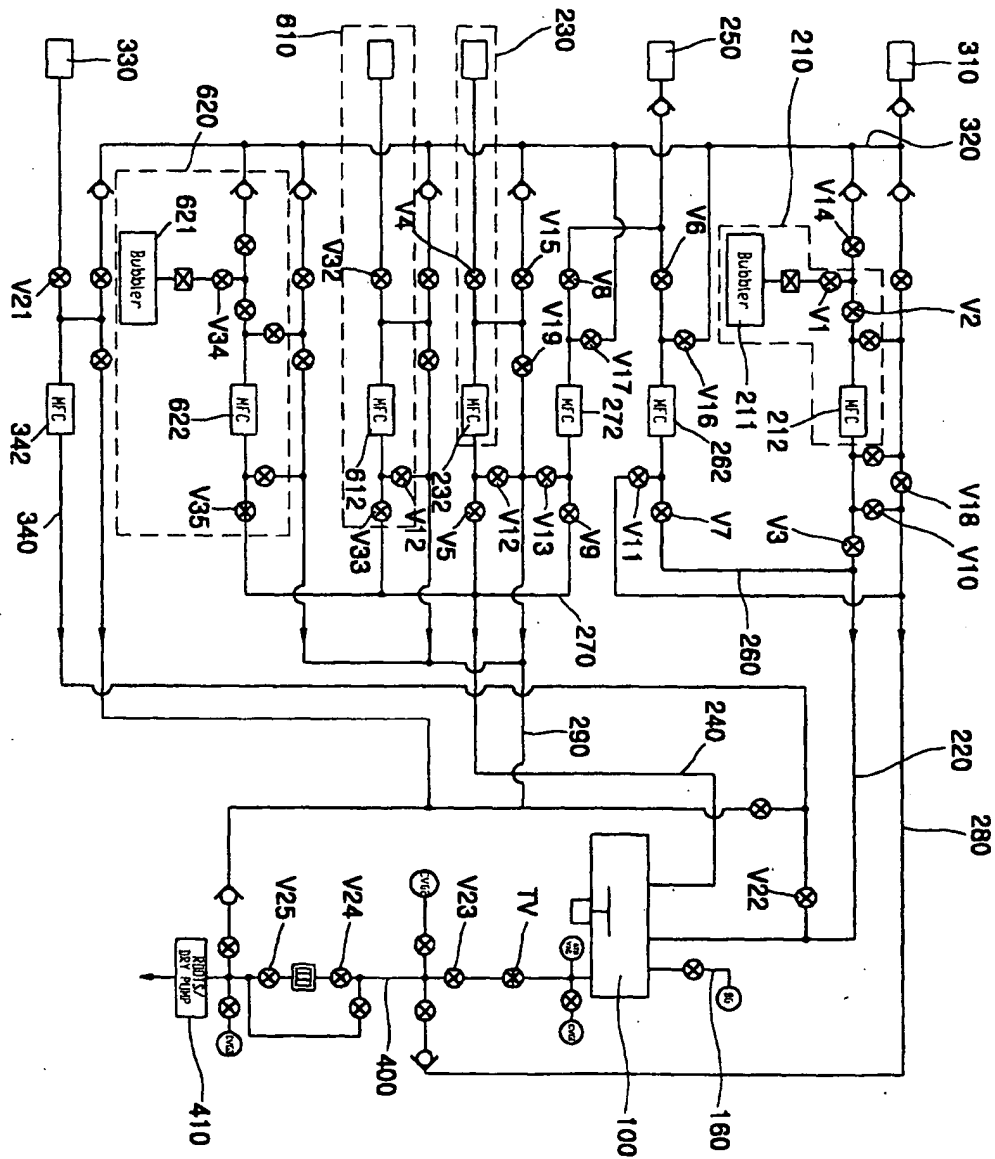 310
320
280
V18
V10
220
V14
V2
V1
V3
212
210
MFC
Bubbler
211
V22
160
BG
250
V6
V16
262
MFC
V7
260
100
V11
240
V8
V17
272
MFC
V9
270
V13
TV
230
V15
V19
290
V12
V5
V23
V4
MFC
232
610
V32
MFC
612
V12
V33
400
V24
620
V34
MFC
622
V35
V25
621
Bubbler
ROOTS/
DRY PUMP
410
330
V21
MFC
342
340